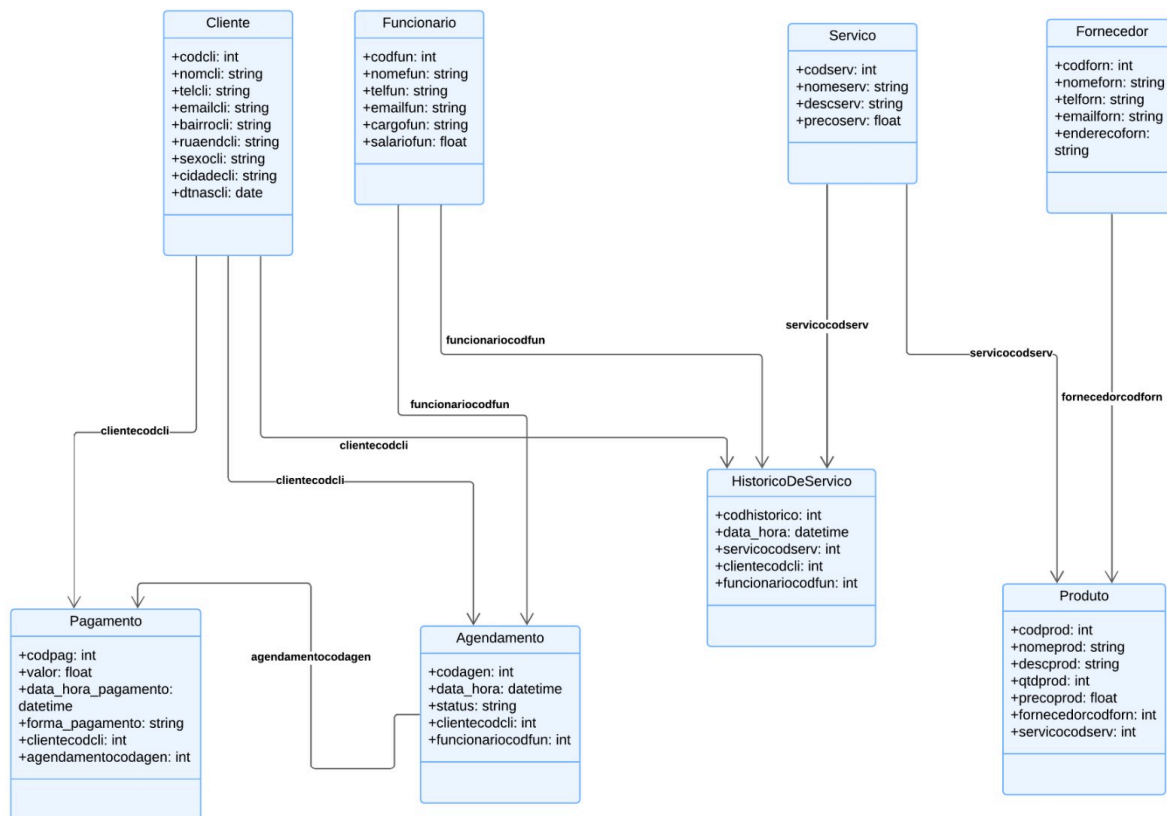 Cliente
+codcli: int
+nomcli: string
+telcli: string
+emailcli: string
+bairrocli: string
+ruaendcli: string
+sexocli: string
+cidadecli: string
+dtnascli: date
Funcionario
+codfun: int
+nomefun: string
+telfun: string
+emailfun: string
+cargofun: string
+salariofun: float
Servico
+codserv: int
+nomeserv: string
+descserv: string
+precoserv: float
Fornecedor
+codforn: int
+nomeforn: string
+telforn: string
+emailforn: string
+enderecoforn:
string
servicocodserv
funcionariocodfun
servicocodserv
fornecedorcodforn
funcionariocodfun
clientecodcli
clientecodcli
clientecodcli
HistoricoDeServico
+codhistorico: int
+data_hora: datetime
+servicocodserv: int
+clientecodcli: int
+funcionariocodfun: int
Pagamento
+codpag: int
+valor: float
+data_hora_pagamento:
datetime
+forma_pagamento: string
+clientecodcli: int
+agendamentocodagen: int
agendamentocodagen
Agendamento
+codagen: int
+data_hora: datetime
+status: string
+clientecodcli: int
+funcionariocodfun: int
Produto
+codprod: int
+nomeprod: string
+descprod: string
+qtdprod: int
+precoprod: float
+fornecedorcodforn: int
+servicocodserv: int